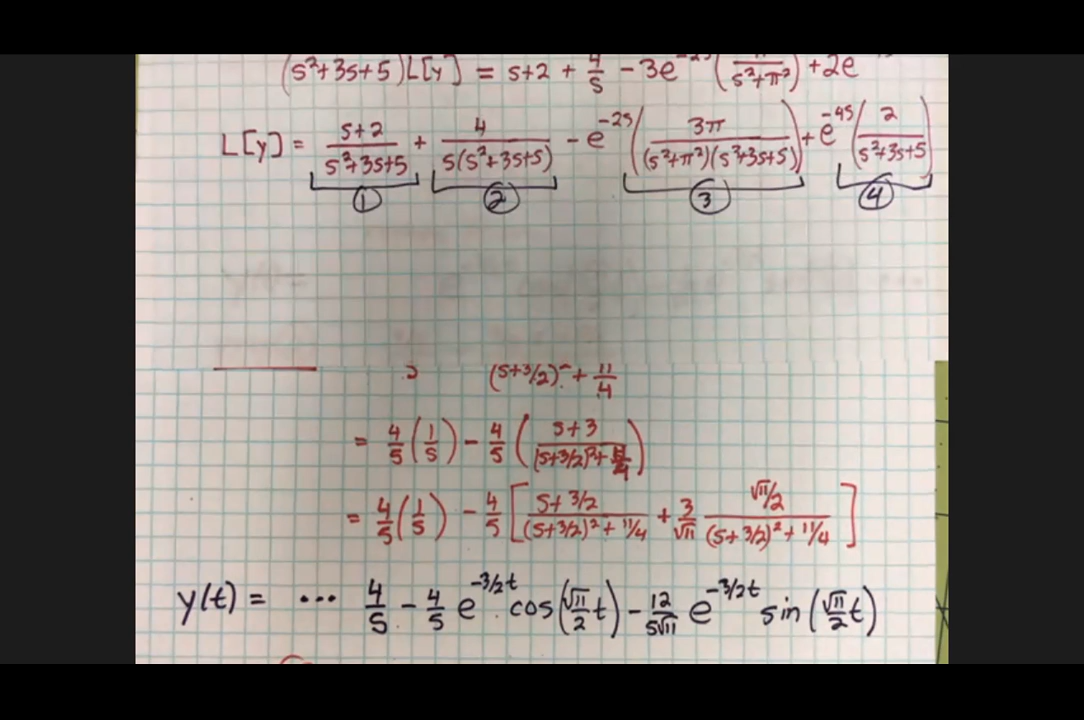 (s²+3s+5)L[y] = s+2 + 4/s - 3e^-2s (π/(s²+π²)) + 2e
L[y] = (s+2)/(s²+3s+5) + 4/(s(s²+3s+5)) - e^-2s (3π/((s²+π²)(s²+3s+5))) + e^-4s (2/(s²+3s+5))
① ② ③ ④
(s+3/2)² + 11/4
= 4/5 (1/s) - 4/5 ((s+3)/((s+3/2)²+11/4))
= 4/5 (1/s) - 4/5 [(s+3/2)/((s+3/2)²+11/4) + 3/√11 (√11/2)/((s+3/2)²+11/4)]
y(t) = ... 4/5 - 4/5 e^-3/2t cos(√11/2 t) - 12/5√11 e^-3/2t sin(√11/2 t)